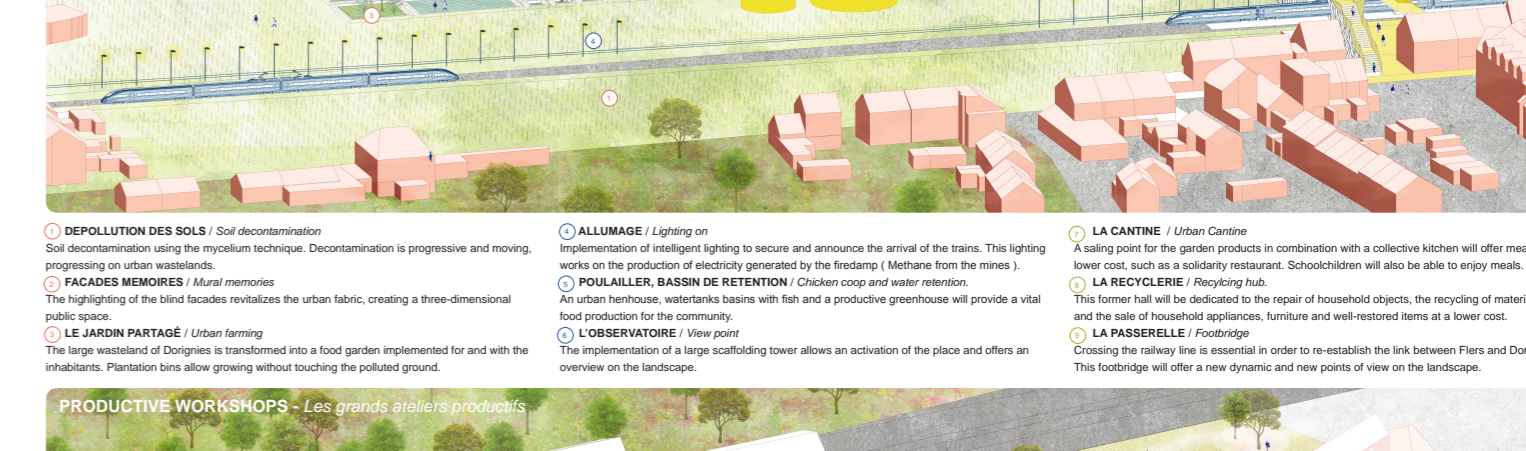 3
4
1
1 DEPOLLUTION DES SOLS / Soil decontamination
Soil decontamination using the mycelium technique. Decontamination is progressive and moving,
progressing on urban wastelands.
2 FACADES MEMOIRES / Mural memories
The highlighting of the blind facades revitalizes the urban fabric, creating a three-dimensional
public space.
3 LE JARDIN PARTAGÉ / Urban farming
The large wasteland of Dorignies is transformed into a food garden implemented for and with the
inhabitants. Plantation bins allow growing without touching the polluted ground.
4 ALLUMAGE / Lighting on
Implementation of intelligent lighting to secure and announce the arrival of the trains. This lighting
works on the production of electricity generated by the firedamp ( Methane from the mines ).
5 POULAILLER, BASSIN DE RETENTION / Chicken coop and water retention.
An urban henhouse, watertanks basins with fish and a productive greenhouse will provide a vital
food production for the community.
6 L'OBSERVATOIRE / View point
The implementation of a large scaffolding tower allows an activation of the place and offers an
overview on the landscape.
7 LA CANTINE / Urban Cantine
A saling point for the garden products in combination with a collective kitchen will offer
lower cost, such as a solidarity restaurant. Schoolchildren will also be able to enjoy meals.
8 LA RECYCLERIE / Recylcing hub.
This former hall will be dedicated to the repair of household objects, the recycling of
and the sale of household appliances, furniture and well-restored items at a lower cost.
9 LA PASSERELLE / Footbridge
Crossing the railway line is essential in order to re-establish the link between Flers and
This footbridge will offer a new dynamic and new points of view on the landscape.
PRODUCTIVE WORKSHOPS - Les grands ateliers productifs